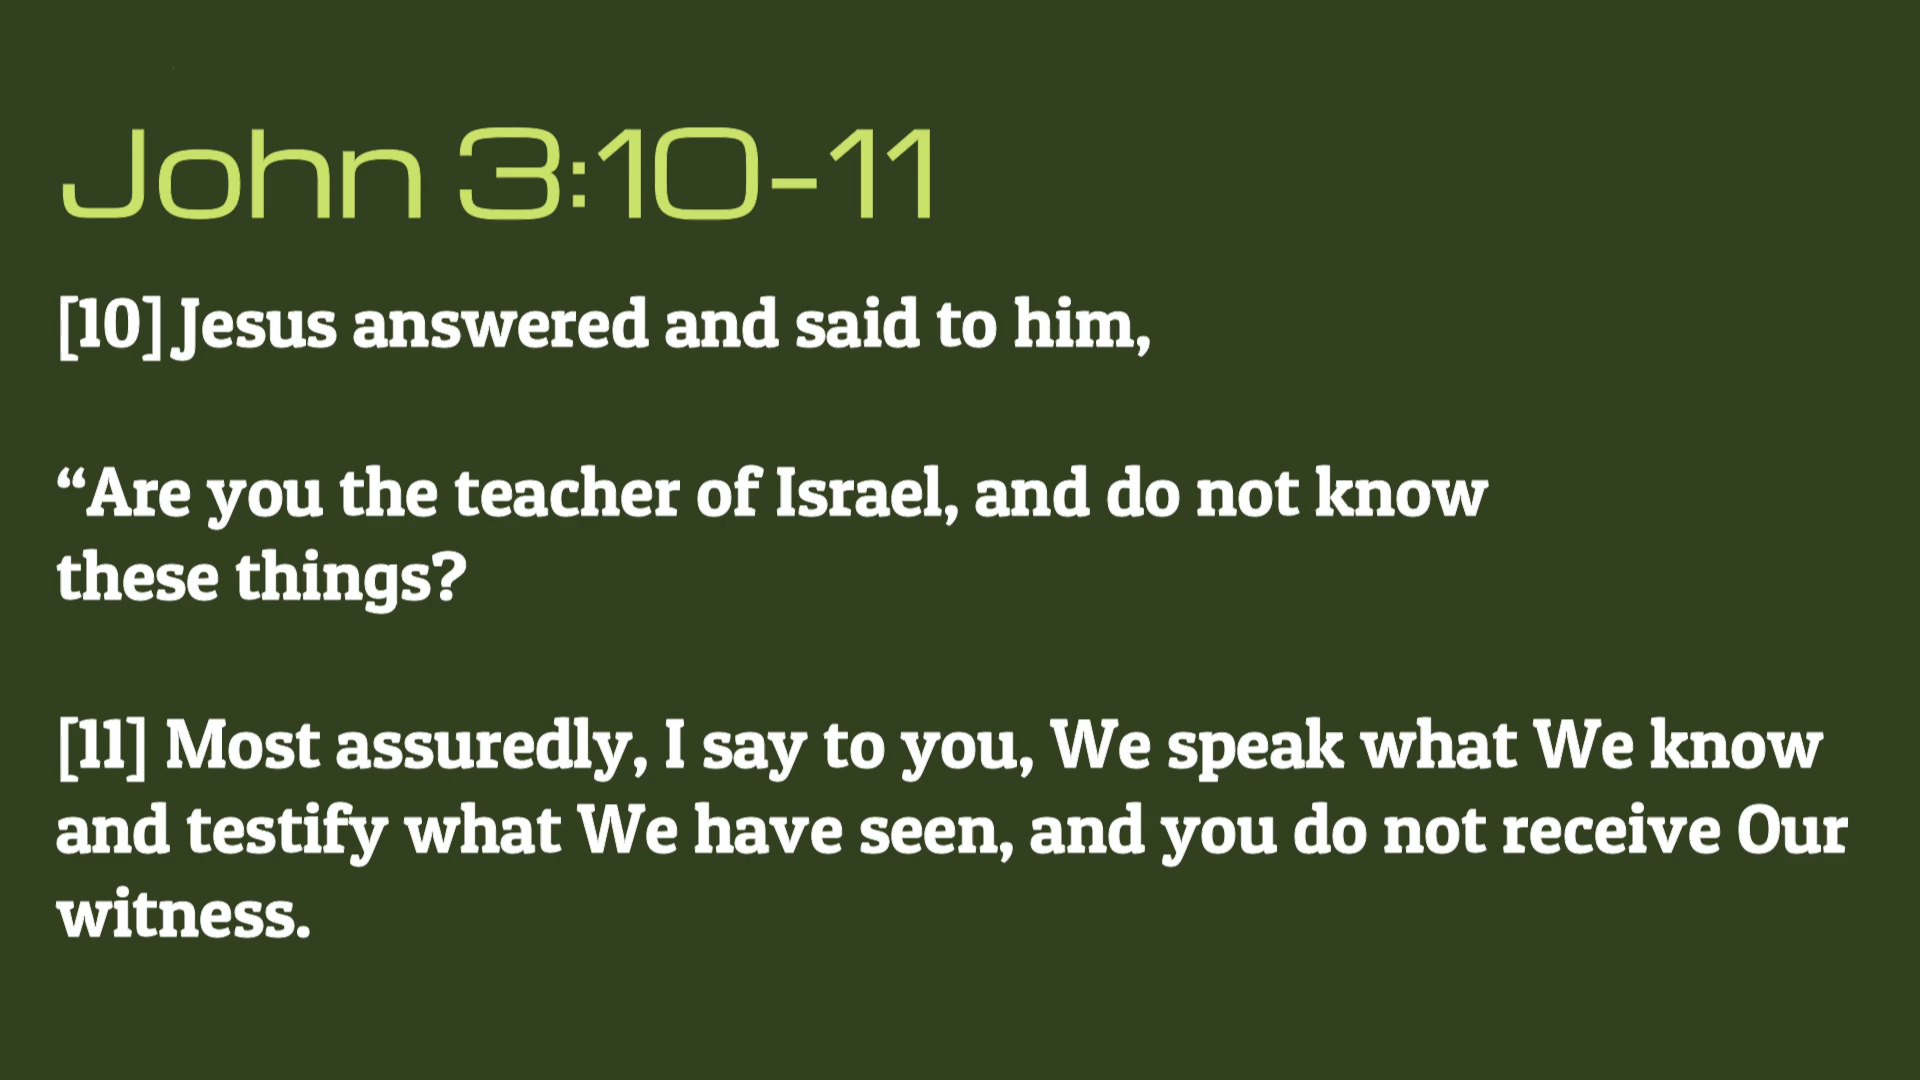 John 3:10-11
[10] Jesus answered and said to him,
“Are you the teacher of Israel, and do not know
these things?
[11] Most assuredly, I say to you, We speak what We know
and testify what We have seen, and you do not receive Our
witness.